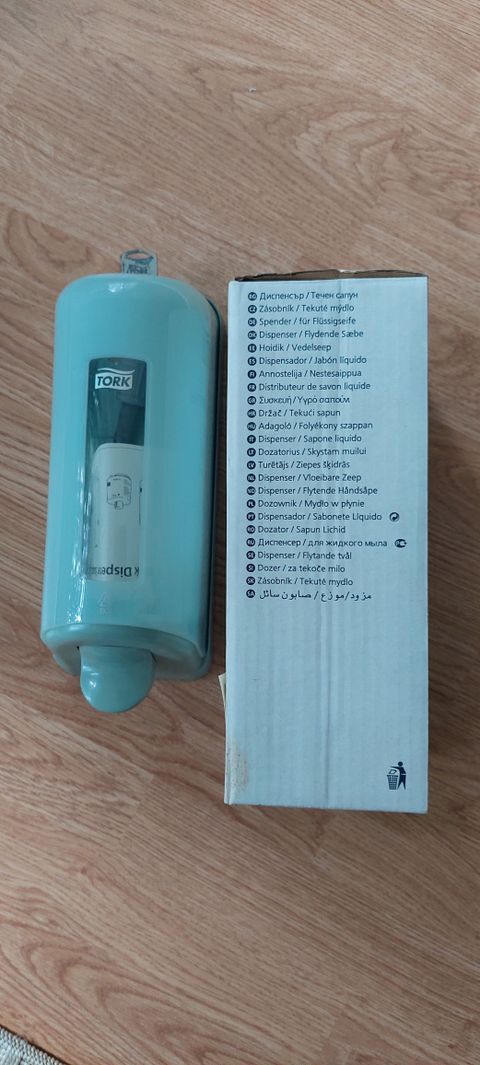 TORK
k Dispenser
BG Диспенсър / Течен сапун
CZ Zásobník / Tekuté mýdlo
DE Spender / für Flüssigseife
DK Dispenser / Flydende Sæbe
EE Hoidik / Vedelseep
ES Dispensador / Jabón líquido
FI Annostelija / Nestesaippua
FR Distributeur de savon liquide
GR Συσκευή / Υγρό σαπούνι
HR Držač / Tekući sapun
HU Adagoló / Folyékony szappan
IT Dispenser / Sapone liquido
LT Dozatorius / Skystam muilui
LV Turētājs / Ziepes šķidrās
NL Dispenser / Vloeibare Zeep
NO Dispenser / Flytende Håndsåpe
PL Dozownik / Mydło w płynie
PT Dispensador / Sabonete Líquido
RO Dozator / Sapun Lichid
RU Диспенсер / для жидкого мыла
SE Dispenser / Flytande tvål
SI Dozer / za tekoče milo
SK Zásobník / Tekuté mydlo
SA مزود/موزع / صابون سائل